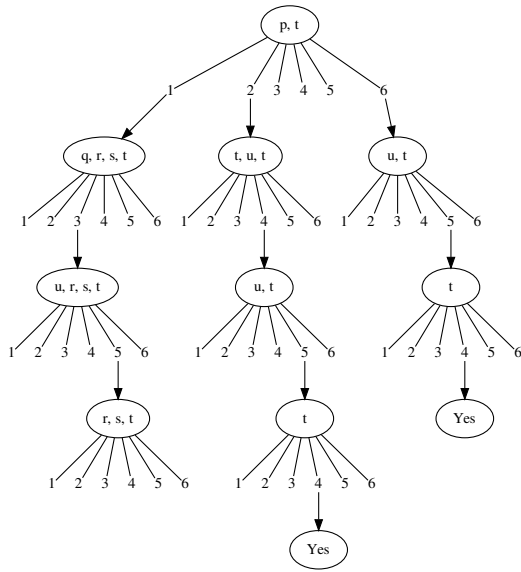 p, t
1 2 3 4 5 6
q, r, s, t t, u, t u, t
1 2 3 4 5 6 1 2 3 4 5 6 1 2 3 4 5 6
u, r, s, t u, t t
1 2 3 4 5 6 1 2 3 4 5 6 1 2 3 4 5 6
r, s, t t Yes
1 2 3 4 5 6 1 2 3 4 5 6
Yes